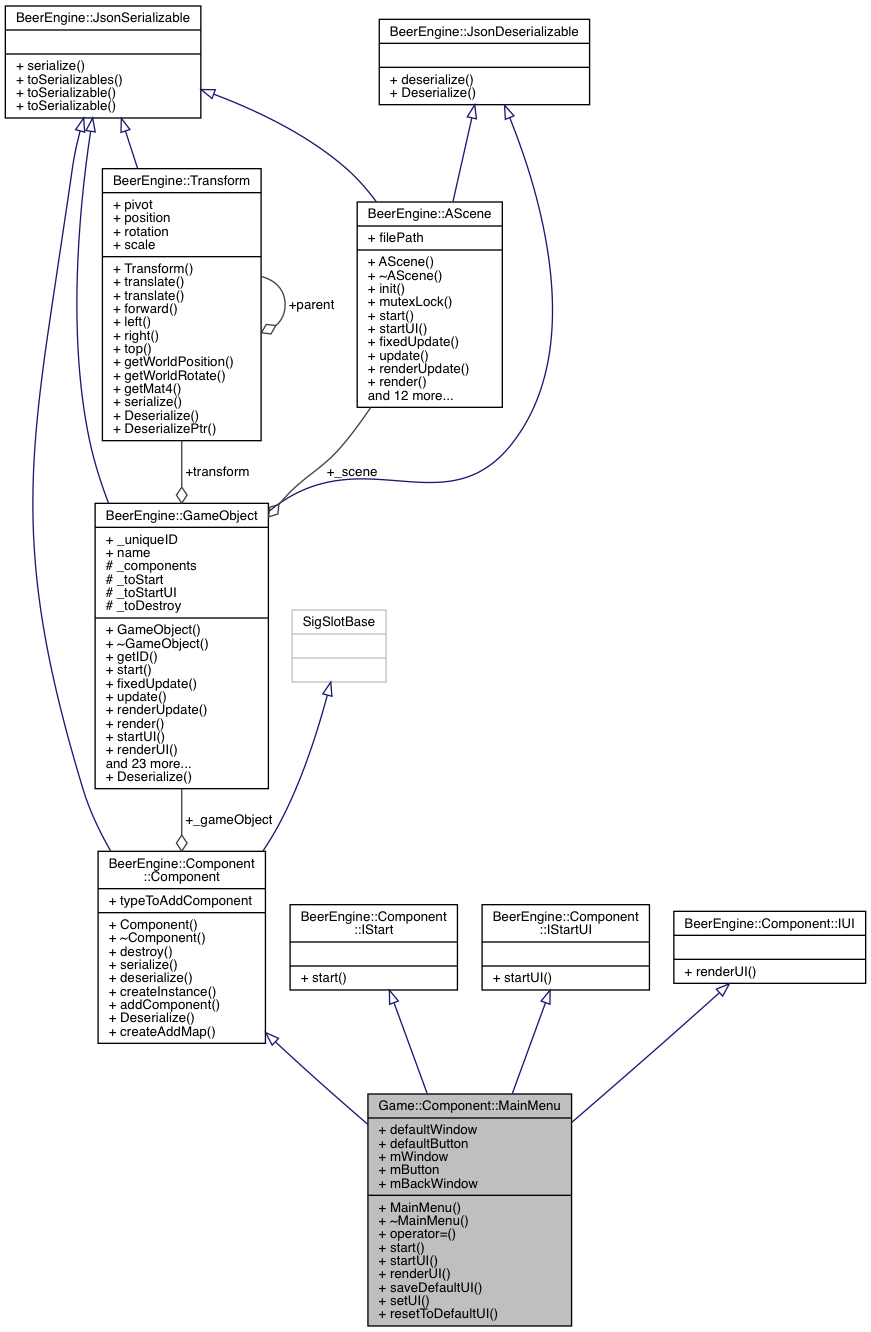 BeerEngine::JsonSerializable
+ serialize()
+ toSerializables()
+ toSerializable()
+ toSerializable()
BeerEngine::JsonDeserializable
+ deserialize()
+ Deserialize()
BeerEngine::Transform
+ pivot
+ position
+ rotation
+ scale
+ Transform()
+ translate()
+ translate()
+ forward()
+ left()
+ right()
+ top()
+ getWorldPosition()
+ getWorldRotate()
+ getMat4()
+ serialize()
+ Deserialize()
+ DeserializePtr()
+parent
BeerEngine::AScene
+ filePath
+ AScene()
+ ~AScene()
+ init()
+ mutexLock()
+ start()
+ startUI()
+ fixedUpdate()
+ update()
+ renderUpdate()
+ render()
and 12 more...
+transform
+_scene
BeerEngine::GameObject
+ _uniqueID
+ name
# _components
# _toStart
# _toStartUI
# _toDestroy
+ GameObject()
+ ~GameObject()
+ getID()
+ start()
+ fixedUpdate()
+ update()
+ renderUpdate()
+ render()
+ startUI()
+ renderUI()
and 23 more...
+ Deserialize()
SigSlotBase
+_gameObject
BeerEngine::Component
::Component
+ typeToAddComponent
+ Component()
+ ~Component()
+ destroy()
+ serialize()
+ deserialize()
+ createInstance()
+ addComponent()
+ Deserialize()
+ createAddMap()
BeerEngine::Component
::IStart
+ start()
BeerEngine::Component
::IStartUI
+ startUI()
BeerEngine::Component::IUI
+ renderUI()
Game::Component::MainMenu
+ defaultWindow
+ defaultButton
+ mWindow
+ mButton
+ mBackWindow
+ MainMenu()
+ ~MainMenu()
+ operator=()
+ start()
+ startUI()
+ renderUI()
+ saveDefaultUI()
+ setUI()
+ resetToDefaultUI()